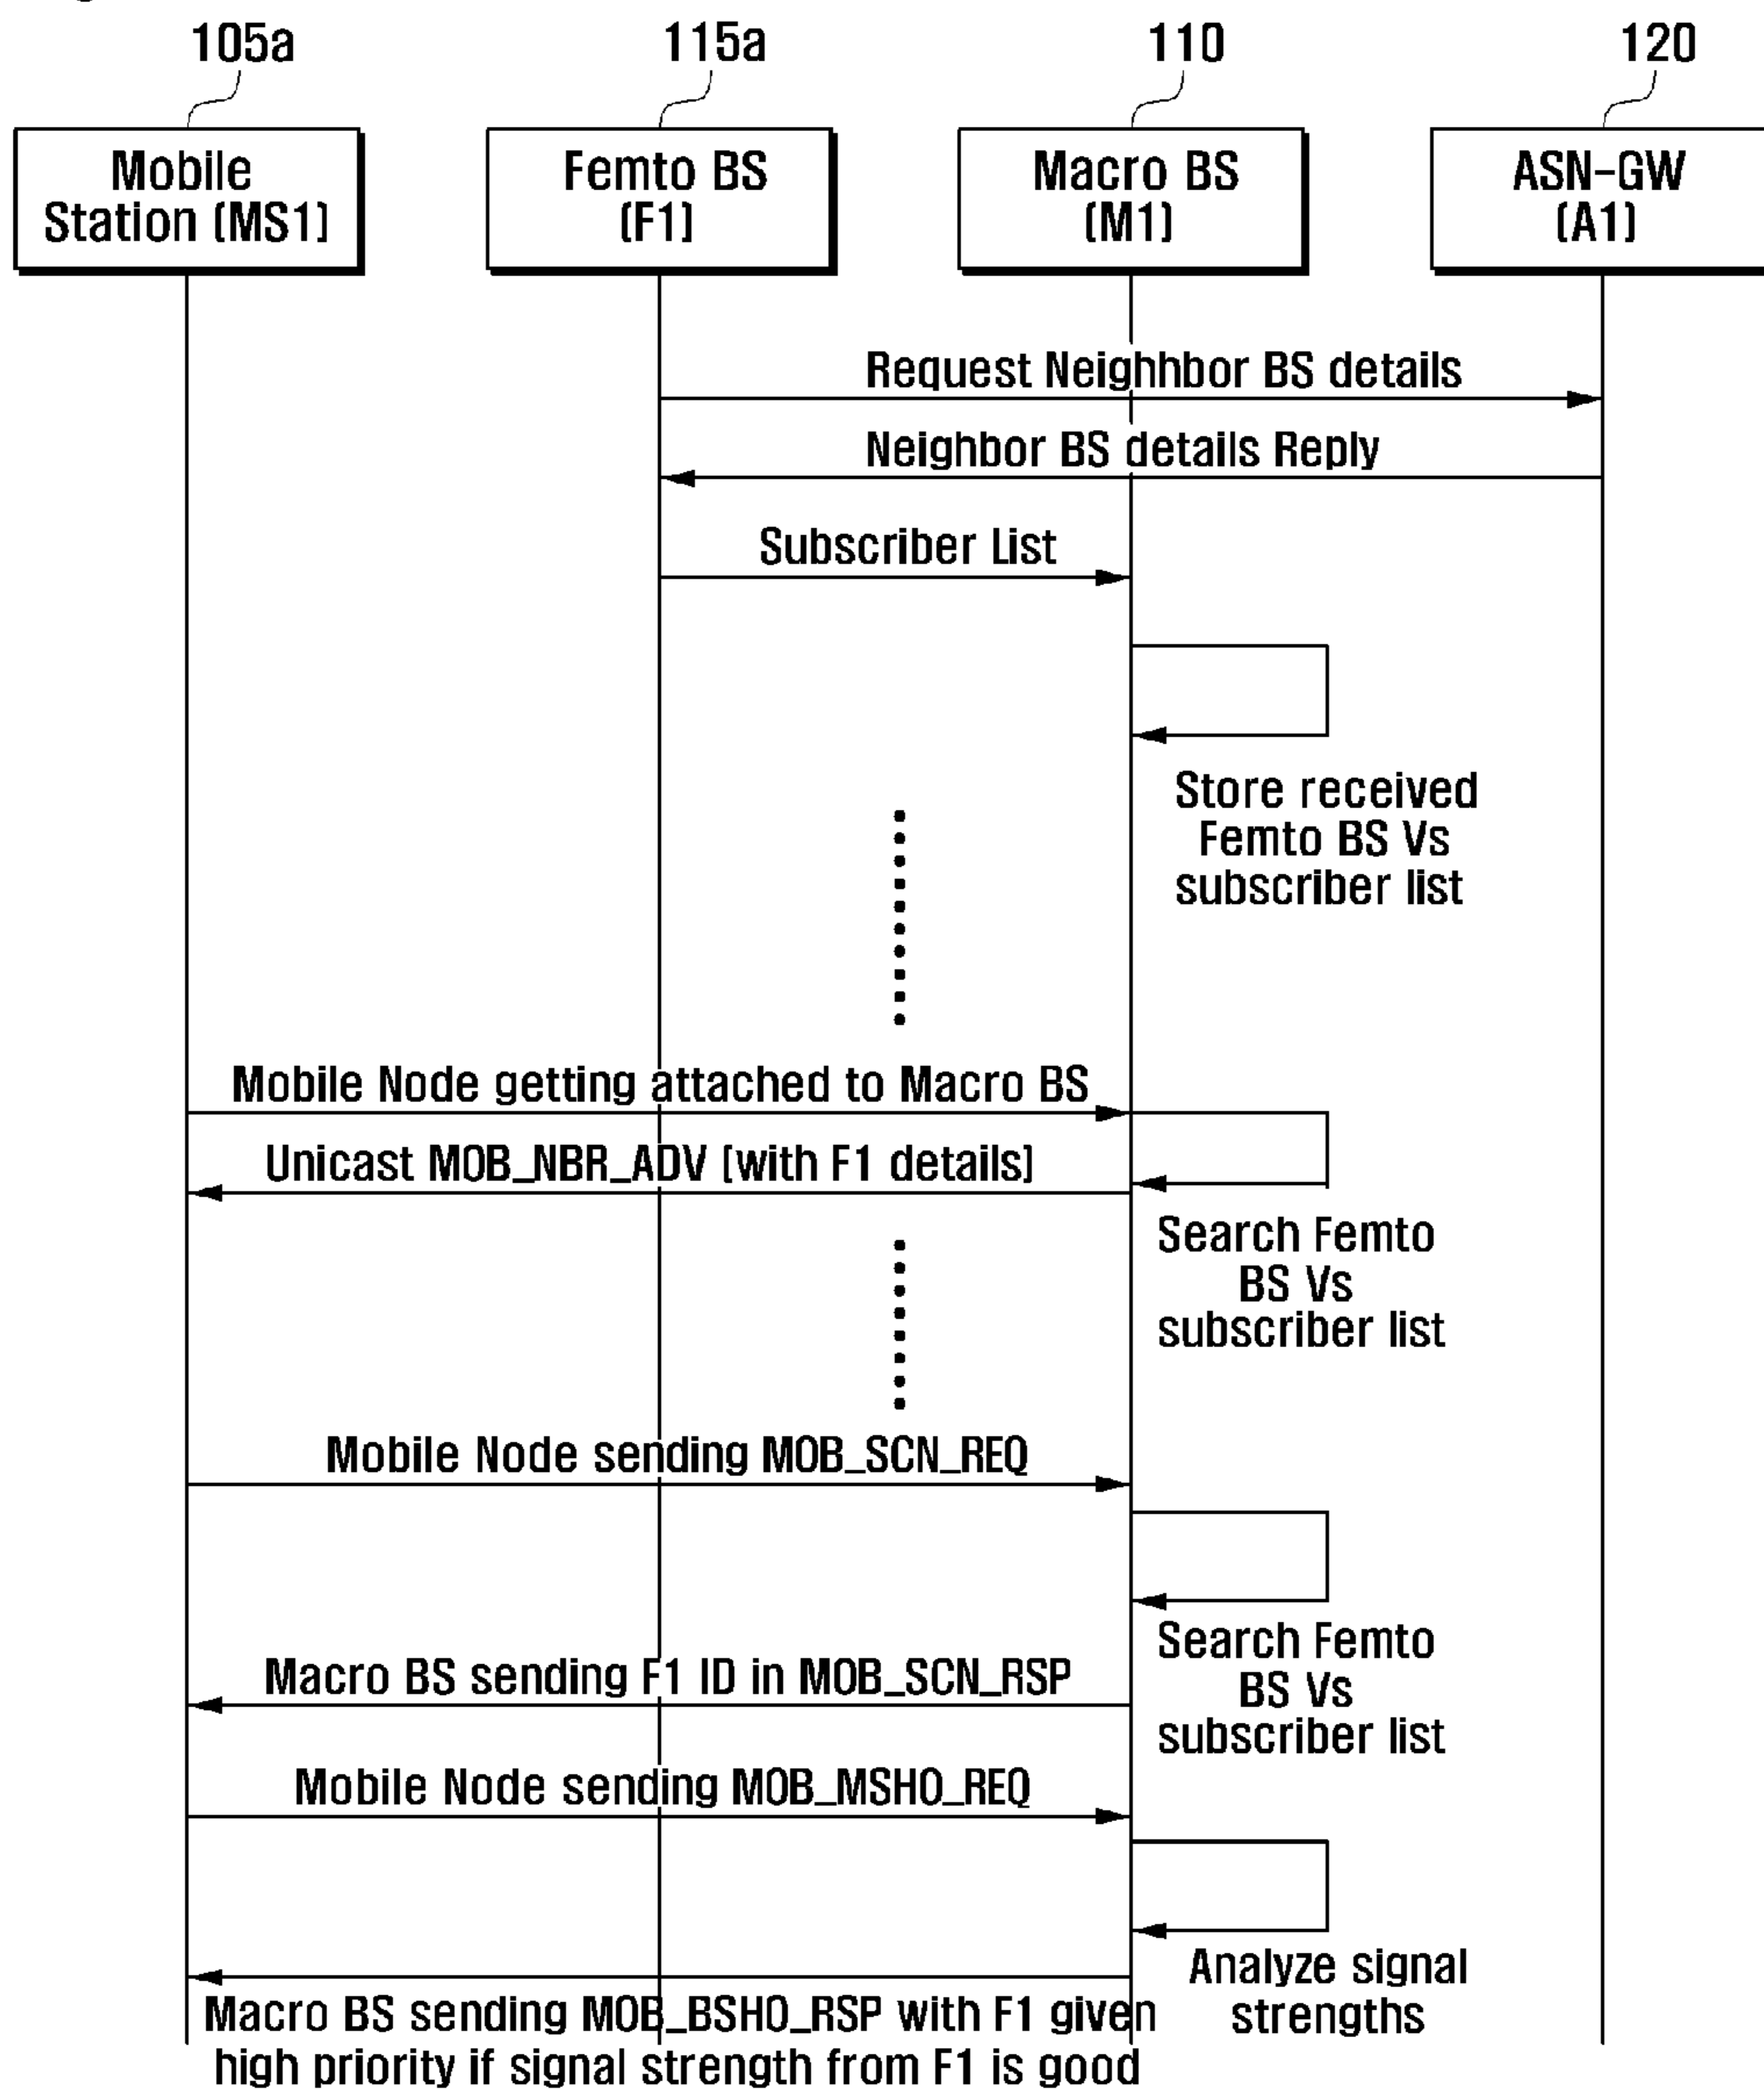 105a
115a
110
120
Mobile
Station (MS1)
Femto BS
(F1)
Macro BS
(M1)
ASN-GW
(A1)
Request Neighhbor BS details
Neighbor BS details Reply
Subscriber List
Store received
Femto BS Vs
subscriber list
Mobile Node getting attached to Macro BS
Unicast MOB_NBR_ADV (with F1 details)
Search Femto
BS Vs
subscriber list
Mobile Node sending MOB_SCN_REQ
Search Femto
BS Vs
subscriber list
Macro BS sending F1 ID in MOB_SCN_RSP
Mobile Node sending MOB_MSHO_REQ
Analyze signal
strengths
Macro BS sending MOB_BSHO_RSP with F1 given
high priority if signal strength from F1 is good